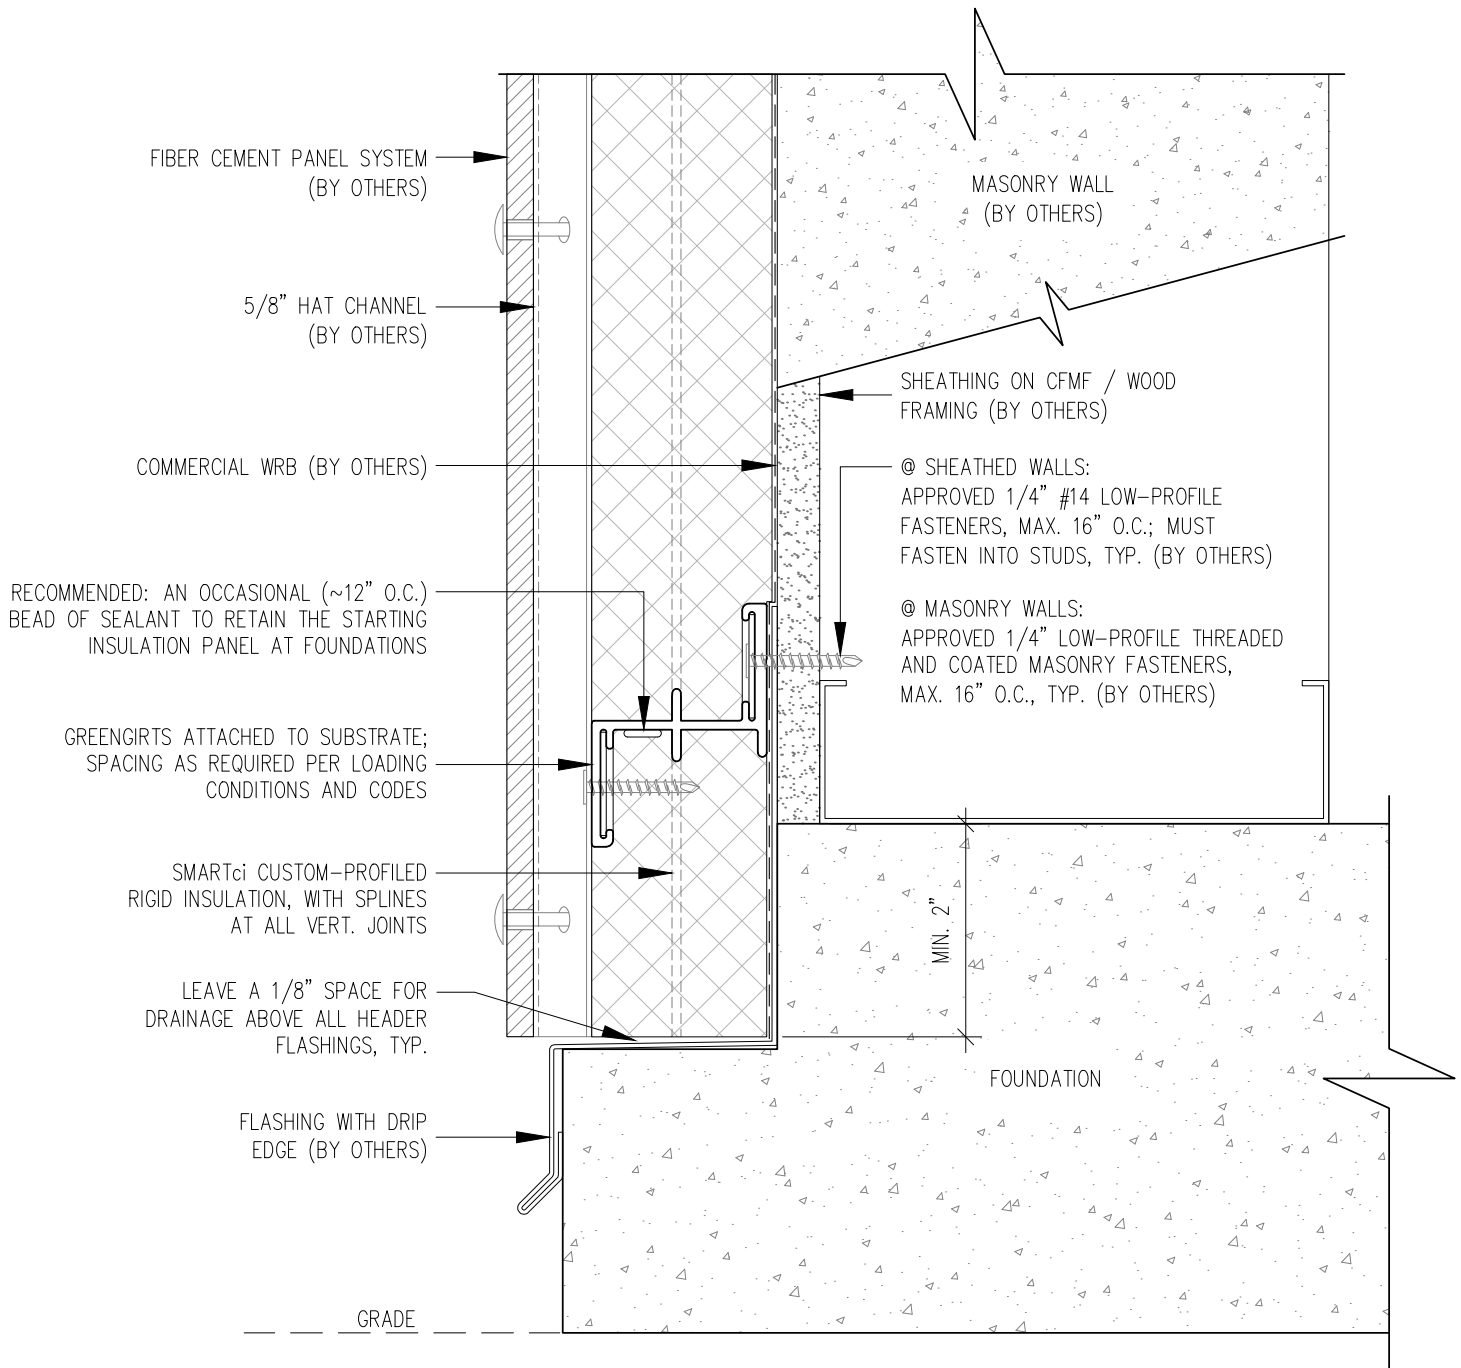 FIBER CEMENT PANEL SYSTEM
(BY OTHERS)
5/8" HAT CHANNEL
(BY OTHERS)
COMMERCIAL WRB (BY OTHERS)
RECOMMENDED: AN OCCASIONAL (~12" O.C.)
BEAD OF SEALANT TO RETAIN THE STARTING
INSULATION PANEL AT FOUNDATIONS
GREENGIRTS ATTACHED TO SUBSTRATE;
SPACING AS REQUIRED PER LOADING
CONDITIONS AND CODES
SMARTci CUSTOM-PROFILED
RIGID INSULATION, WITH SPLINES
AT ALL VERT. JOINTS
LEAVE A 1/8" SPACE FOR
DRAINAGE ABOVE ALL HEADER
FLASHINGS, TYP.
FLASHING WITH DRIP
EDGE (BY OTHERS)
GRADE
MASONRY WALL
(BY OTHERS)
SHEATHING ON CFMF / WOOD
FRAMING (BY OTHERS)
@ SHEATHED WALLS:
APPROVED 1/4" #14 LOW-PROFILE
FASTENERS, MAX. 16" O.C.; MUST
FASTEN INTO STUDS, TYP. (BY OTHERS)
@ MASONRY WALLS:
APPROVED 1/4" LOW-PROFILE THREADED
AND COATED MASONRY FASTENERS,
MAX. 16" O.C., TYP. (BY OTHERS)
MIN. 2"
FOUNDATION